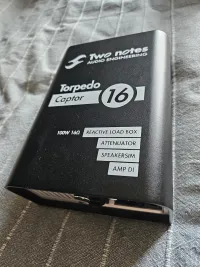 Two notes
AUDIO ENGINEERING
Torpedo
Captor 16
100W 16Ω REACTIVE LOAD BOX
ATTENUATOR
SPEAKERSIM
AMP DI